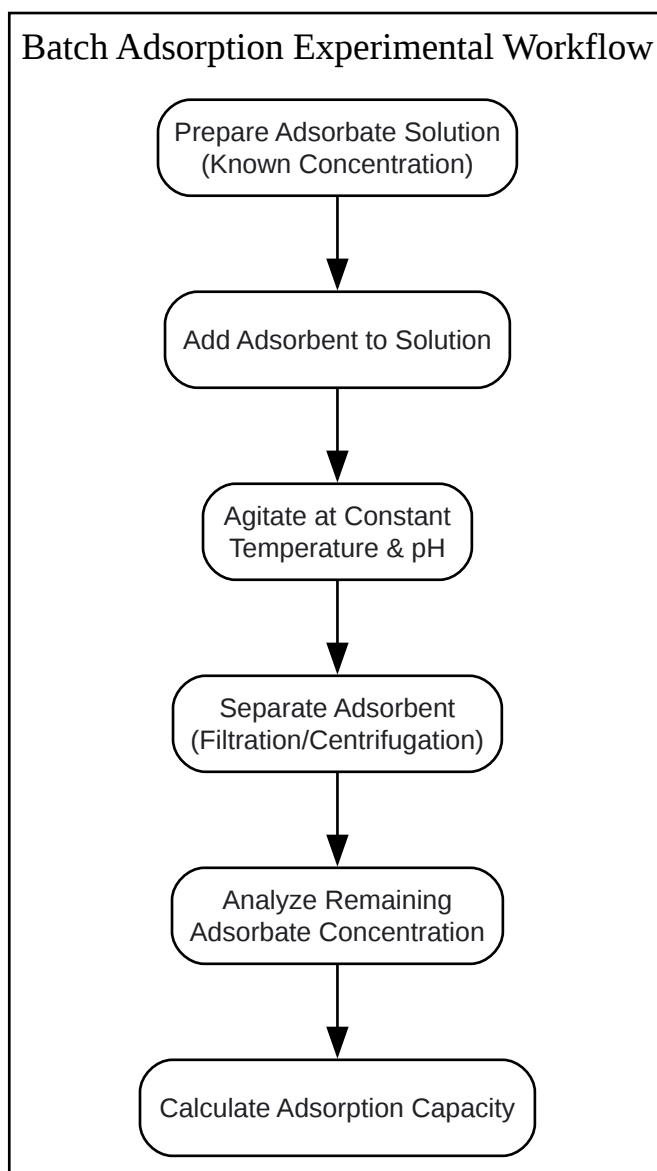 Batch Adsorption Experimental Workflow
Prepare Adsorbate Solution
(Known Concentration)
Add Adsorbent to Solution
Agitate at Constant
Temperature & pH
Separate Adsorbent
(Filtration/Centrifugation)
Analyze Remaining
Adsorbate Concentration
Calculate Adsorption Capacity